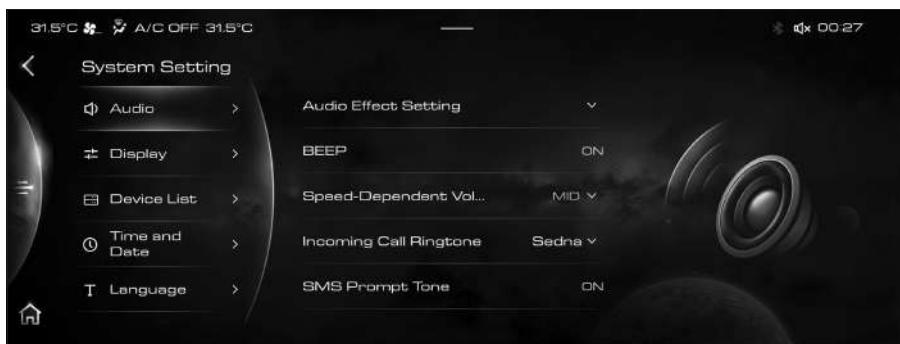 31.5°C A/C OFF 31.5°C
00:27
System Setting
Audio
Display
Device List
Time and
Date
T Language
Audio Effect Setting
BEEP ON
Speed-Dependent Vol... MID
Incoming Call Ringtone Sedna
SMS Prompt Tone ON